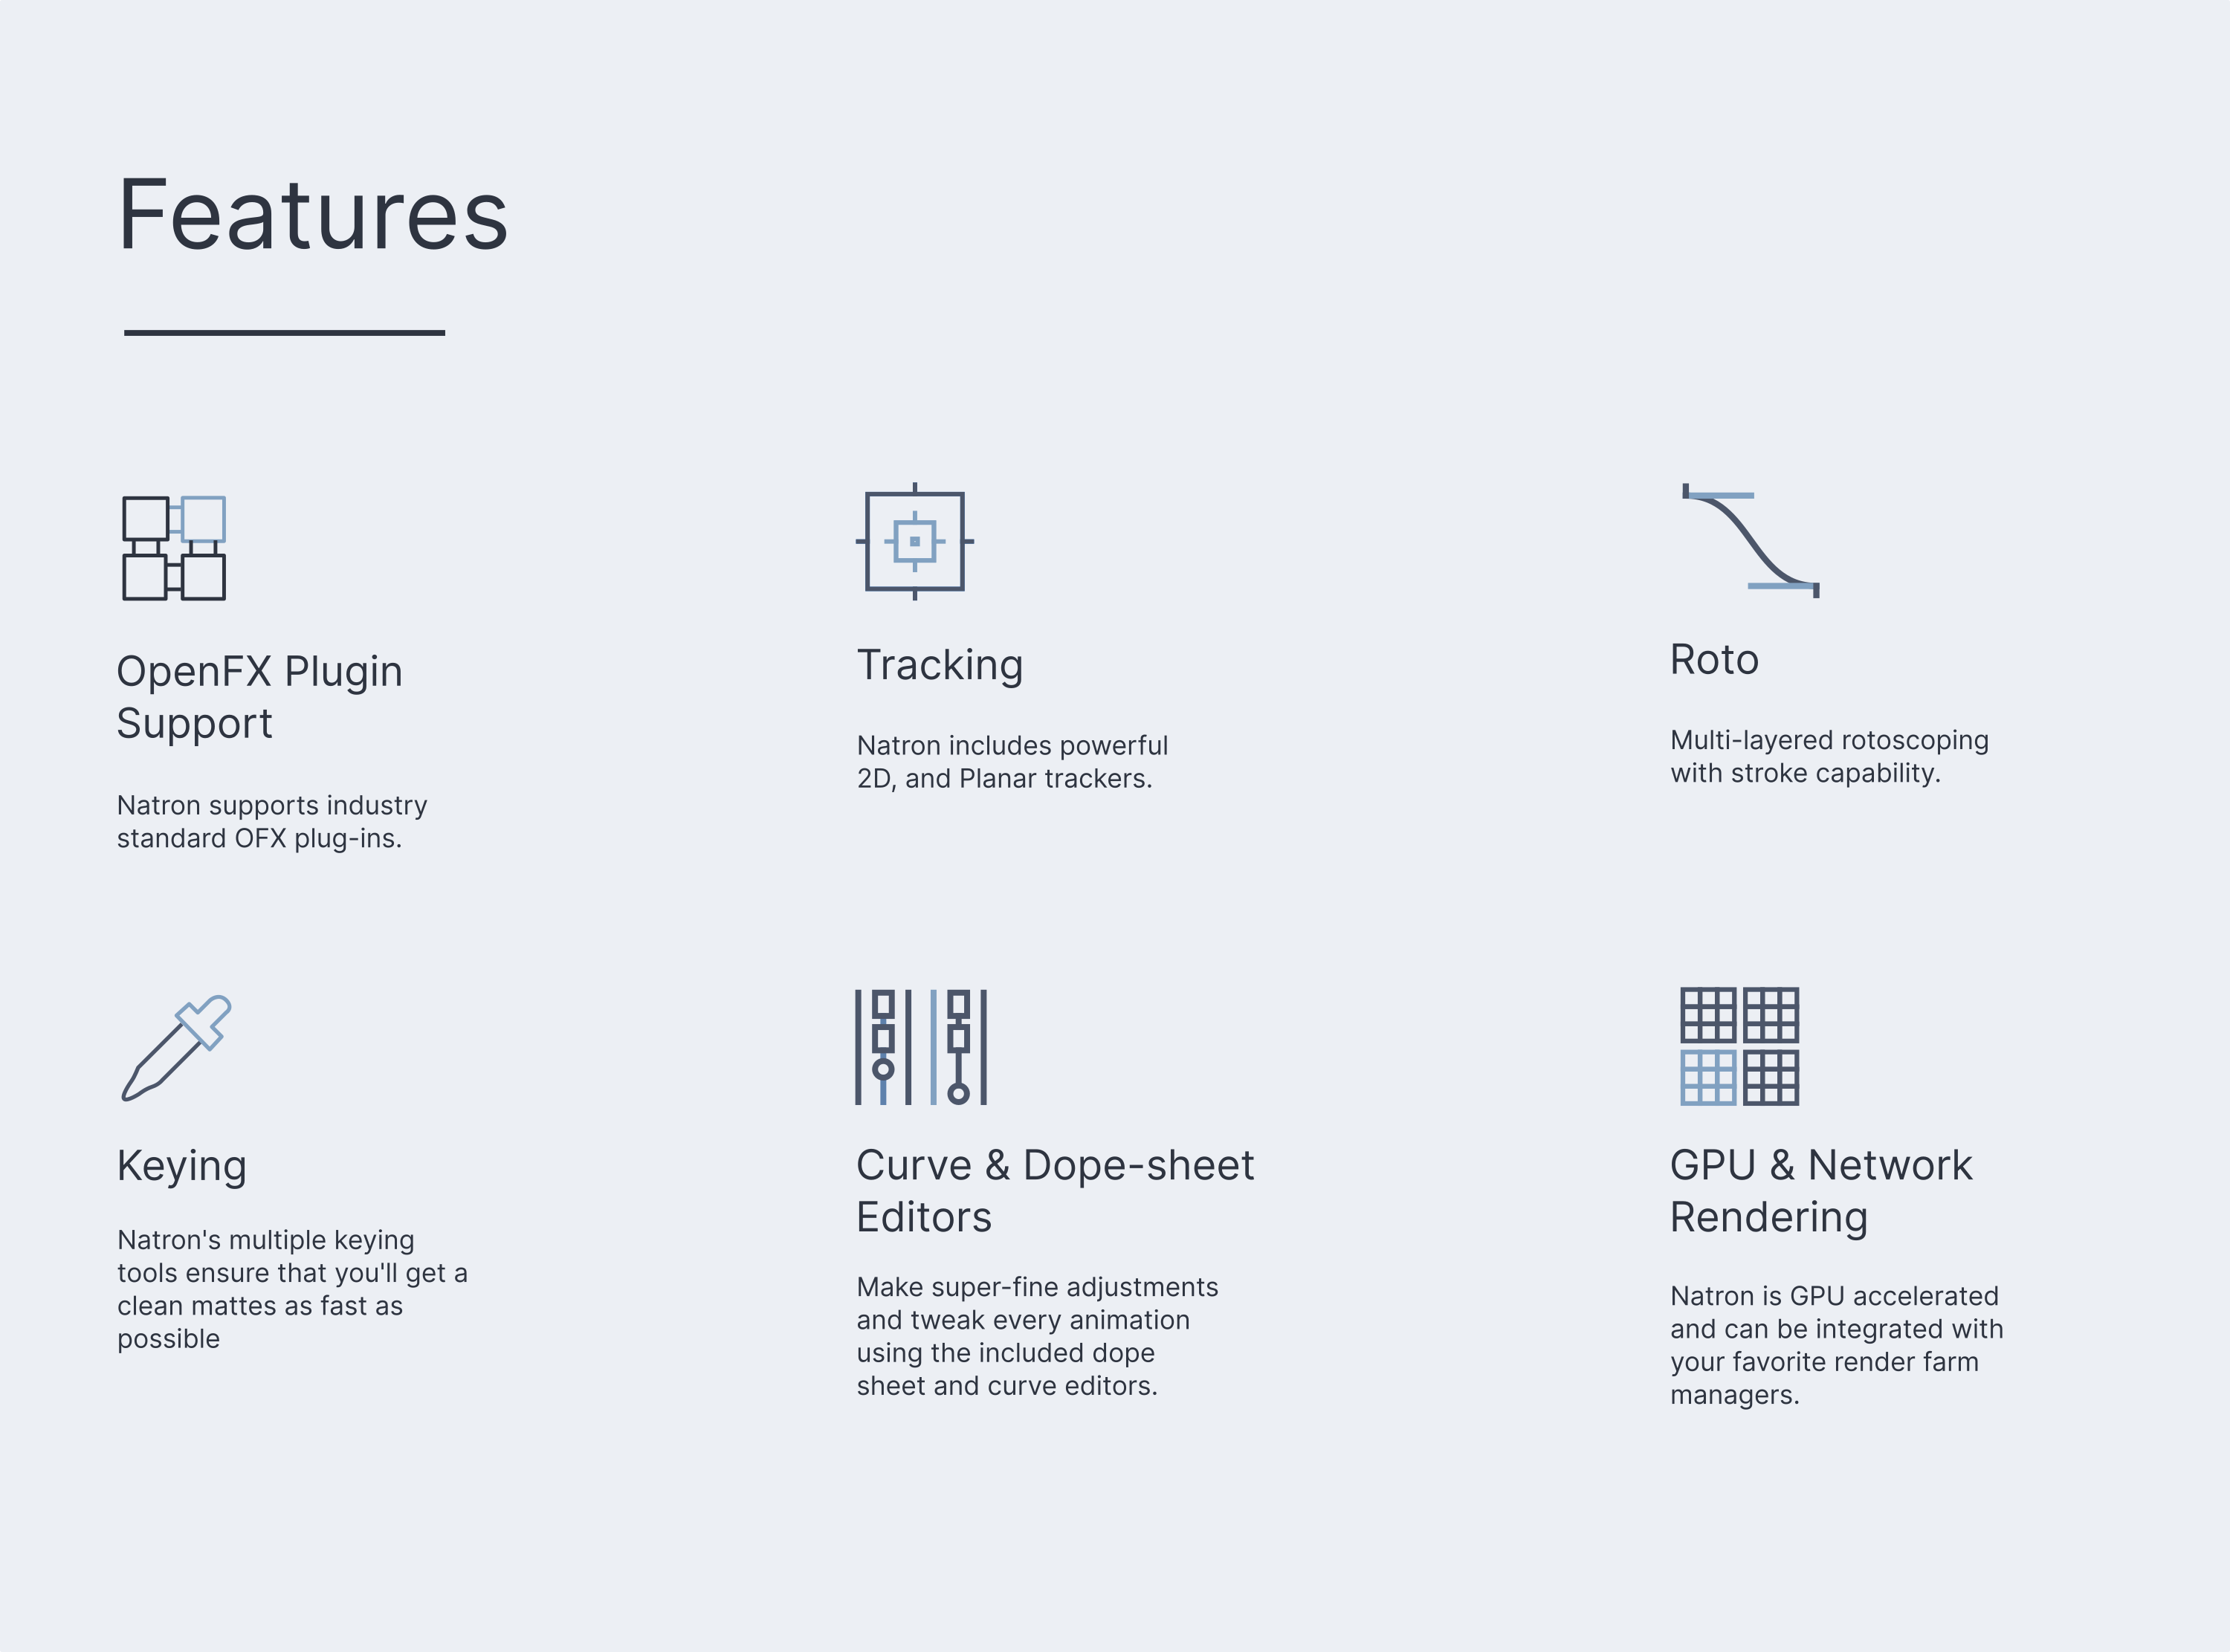 Features
OpenFX Plugin
Support
Natron supports industry
standard OFX plug-ins.
Tracking
Natron includes powerful
2D, and Planar trackers.
Roto
Multi-layered rotoscoping
with stroke capability.
Keying
Natron's multiple keying
tools ensure that you'll get a
clean mattes as fast as
possible
Curve & Dope-sheet
Editors
Make super-fine adjustments
and tweak every animation
using the included dope
sheet and curve editors.
GPU & Network
Rendering
Natron is GPU accelerated
and can be integrated with
your favorite render farm
managers.